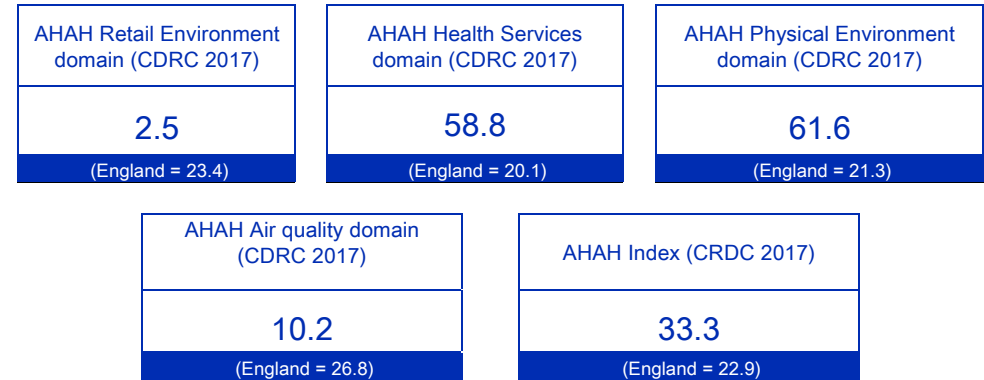 AHAH Retail Environment
domain (CDRC 2017)
2.5
(England = 23.4)
AHAH Health Services
domain (CDRC 2017)
58.8
(England = 20.1)
AHAH Physical Environment
domain (CDRC 2017)
61.6
(England = 21.3)
AHAH Air quality domain
(CDRC 2017)
10.2
(England = 26.8)
AHAH Index (CRDC 2017)
33.3
(England = 22.9)